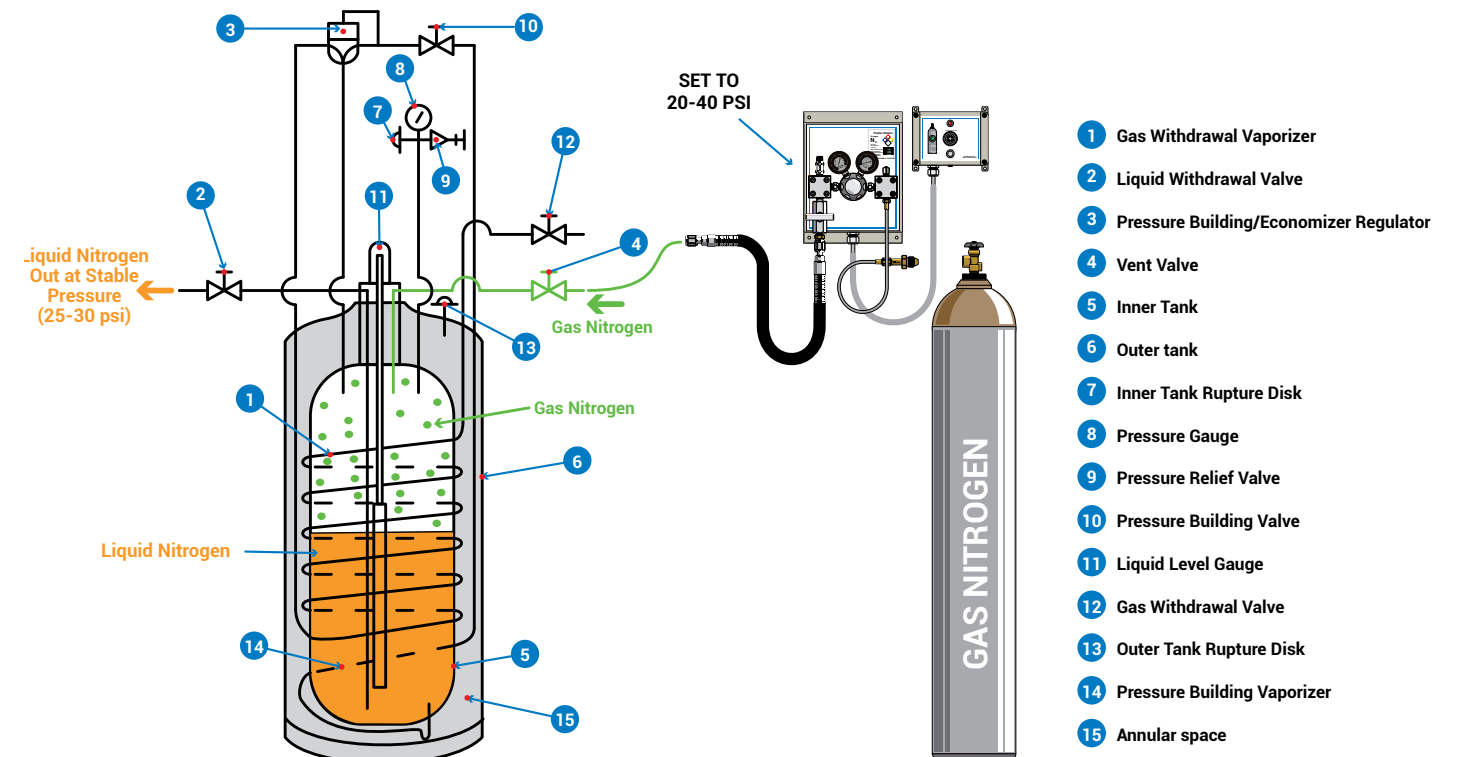 3
10
8
7
9
12
2
11
4
SET TO
20-40 PSI
Liquid Nitrogen
Out at Stable
Pressure
(25-30 psi)
Gas Nitrogen
13
1
Gas Nitrogen
6
Liquid Nitrogen
14
5
15
GAS NITROGEN
1 Gas Withdrawal Vaporizer
2 Liquid Withdrawal Valve
3 Pressure Building/Economizer Regulator
4 Vent Valve
5 Inner Tank
6 Outer tank
7 Inner Tank Rupture Disk
8 Pressure Gauge
9 Pressure Relief Valve
10 Pressure Building Valve
11 Liquid Level Gauge
12 Gas Withdrawal Valve
13 Outer Tank Rupture Disk
14 Pressure Building Vaporizer
15 Annular space